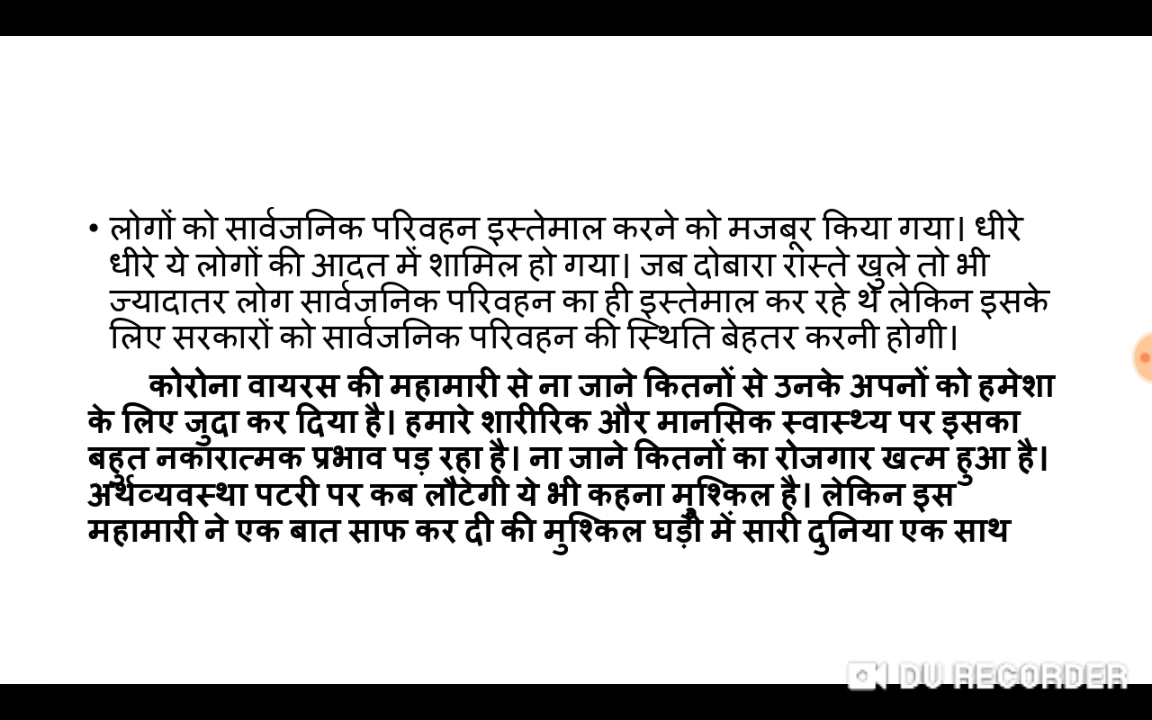 • लोगों को सार्वजनिक परिवहन इस्तेमाल करने को मजबूर किया गया। धीरे
धीरे ये लोगों की आदत में शामिल हो गया। जब दोबारा रास्ते खुले तो भी
ज्यादातर लोग सार्वजनिक परिवहन का ही इस्तेमाल कर रहे थे लेकिन इसके
लिए सरकारों को सार्वजनिक परिवहन की स्थिति बेहतर करनी होगी।
कोरोना वायरस की महामारी से ना जाने कितनों से उनके अपनों को हमेशा
के लिए जुदा कर दिया है। हमारे शारीरिक और मानसिक स्वास्थ्य पर इसका
बहुत नकारात्मक प्रभाव पड़ रहा है। ना जाने कितनों का रोजगार खत्म हुआ है।
अर्थव्यवस्था पटरी पर कब लौटेगी ये भी कहना मुश्किल है। लेकिन इस
महामारी ने एक बात साफ कर दी की मुश्किल घड़ी में सारी दुनिया एक साथ
DU RECORDER